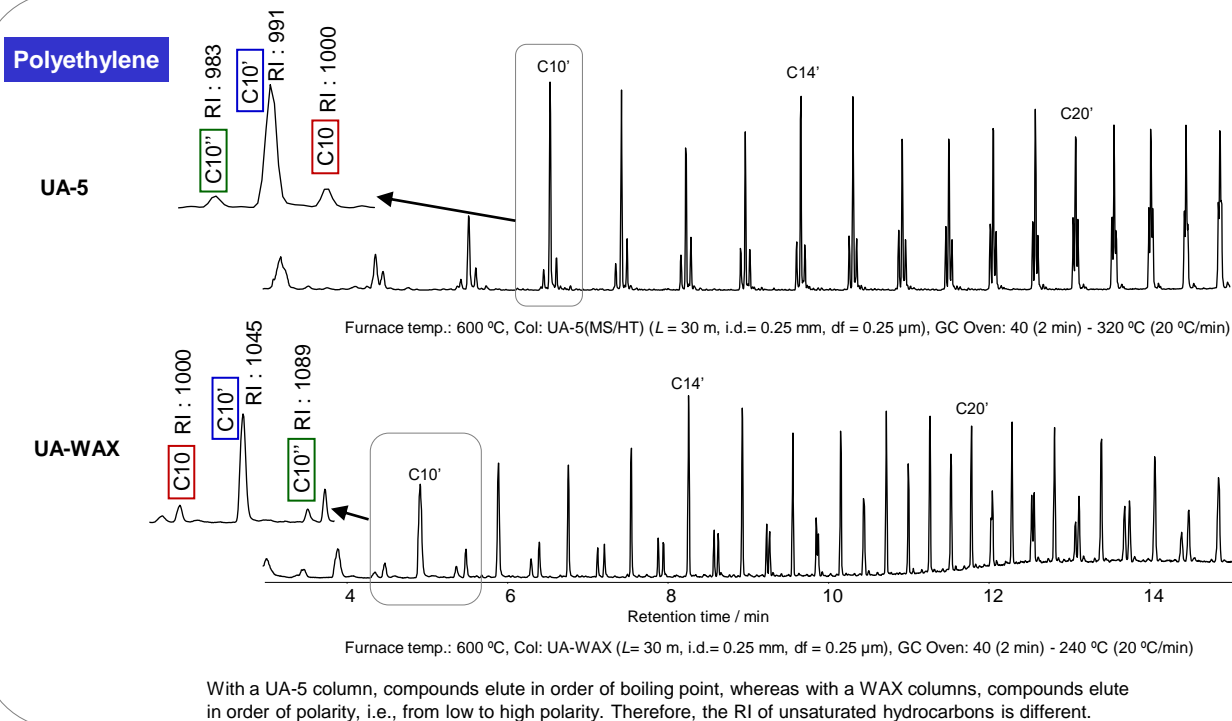 Polyethylene
UA-5
C10’’ RI : 983
C10’ RI : 991
C10 RI : 1000
C10’
C14’
C20’
Furnace temp.: 600 ºC, Col: UA-5(MS/HT) (L = 30 m, i.d.= 0.25 mm, df = 0.25 µm), GC Oven: 40 (2 min) - 320 ºC (20 ºC/min)
UA-WAX
C10 RI : 1000
C10’ RI : 1045
C10’’ RI : 1089
C10’
C14’
C20’
4 6 8 10 12 14
Retention time / min
Furnace temp.: 600 ºC, Col: UA-WAX (L= 30 m, i.d.= 0.25 mm, df = 0.25 µm), GC Oven: 40 (2 min) - 240 ºC (20 ºC/min)
With a UA-5 column, compounds elute in order of boiling point, whereas with a WAX columns, compounds elute
in order of polarity, i.e., from low to high polarity. Therefore, the RI of unsaturated hydrocarbons is different.